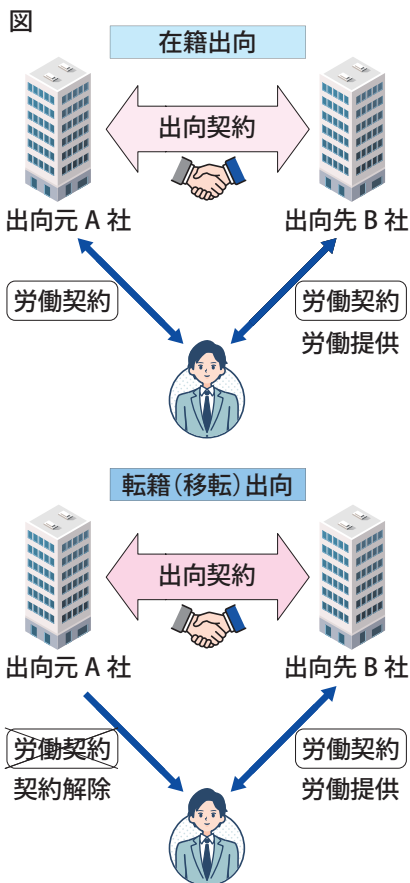 図
在籍出向
出向契約
出向元 A 社
出向先 B 社
労働契約
労働契約
労働提供
転籍（移転）出向
出向契約
出向元 A 社
出向先 B 社
労働契約
労働契約
契約解除
労働提供